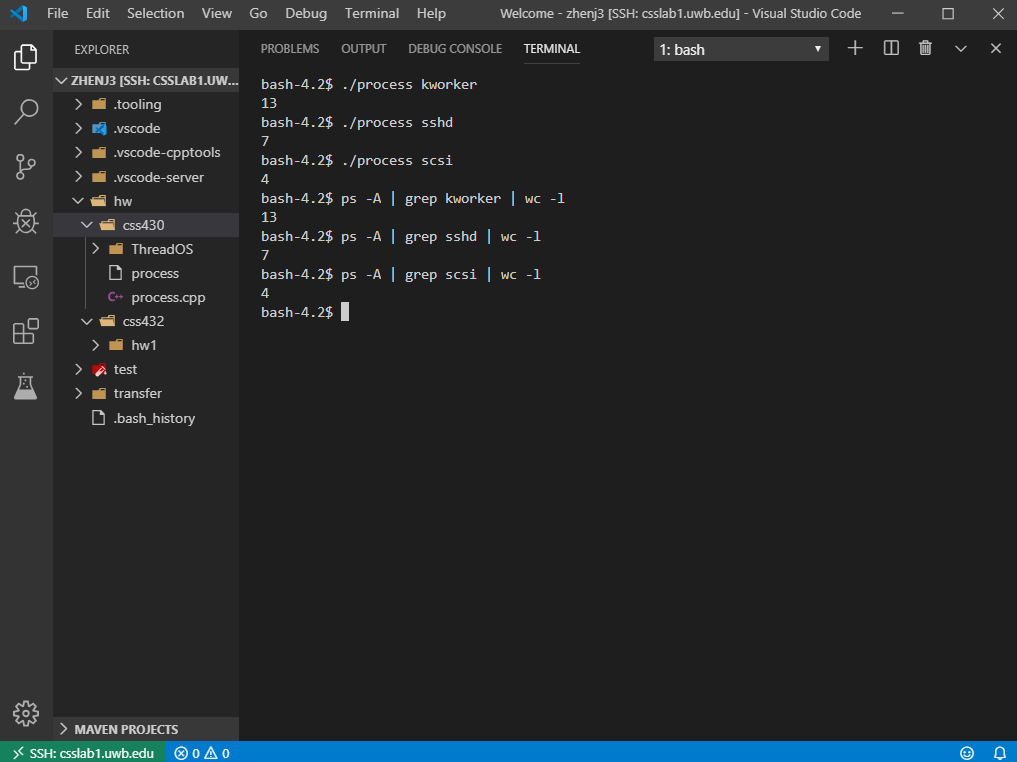 File Edit Selection View Go Debug Terminal Help Welcome - zhenj3 [SSH: csslab1.uwb.edu] - Visual Studio Code
EXPLORER
ZHENJ3 [SSH: CSSLAB1.UW...
.tooling
.vscode
.vscode-cpptools
.vscode-server
hw
css430
ThreadOS
process
C++ process.cpp
css432
hw1
test
transfer
.bash_history
MAVEN PROJECTS
PROBLEMS OUTPUT DEBUG CONSOLE TERMINAL 1: bash
bash-4.2$ ./process kworker
13
bash-4.2$ ./process sshd
7
bash-4.2$ ./process scsi
4
bash-4.2$ ps -A | grep kworker | wc -l
13
bash-4.2$ ps -A | grep sshd | wc -l
7
bash-4.2$ ps -A | grep scsi | wc -l
4
bash-4.2$
SSH: csslab1.uwb.edu 0 0